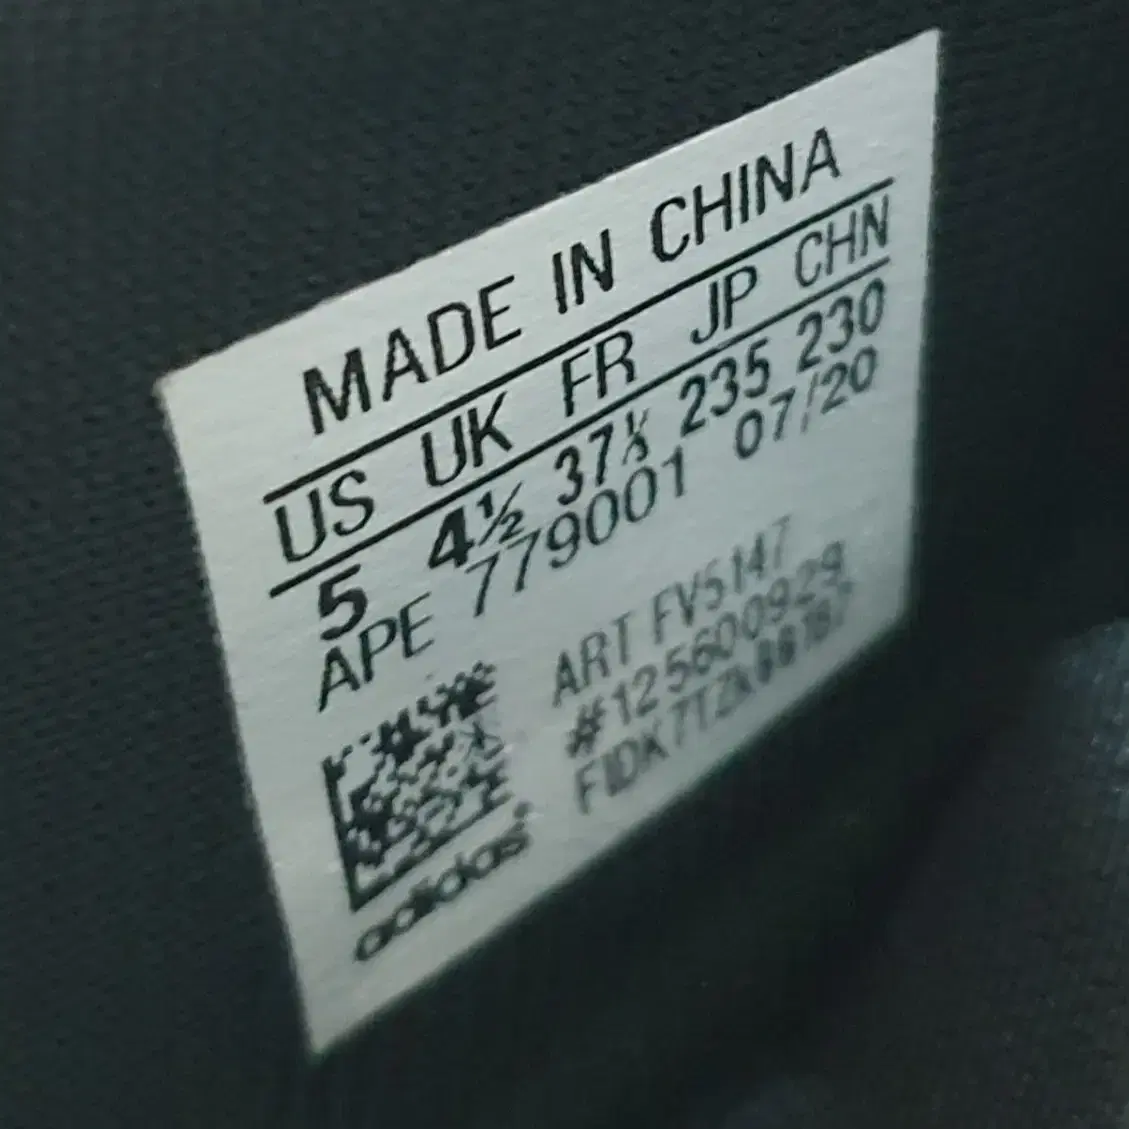 MADE IN CHINA
US UK FR JP CHN
5 4½ 37⅓ 235 230
APE 779001 07/20
ART FV5147
#125600929
adidas